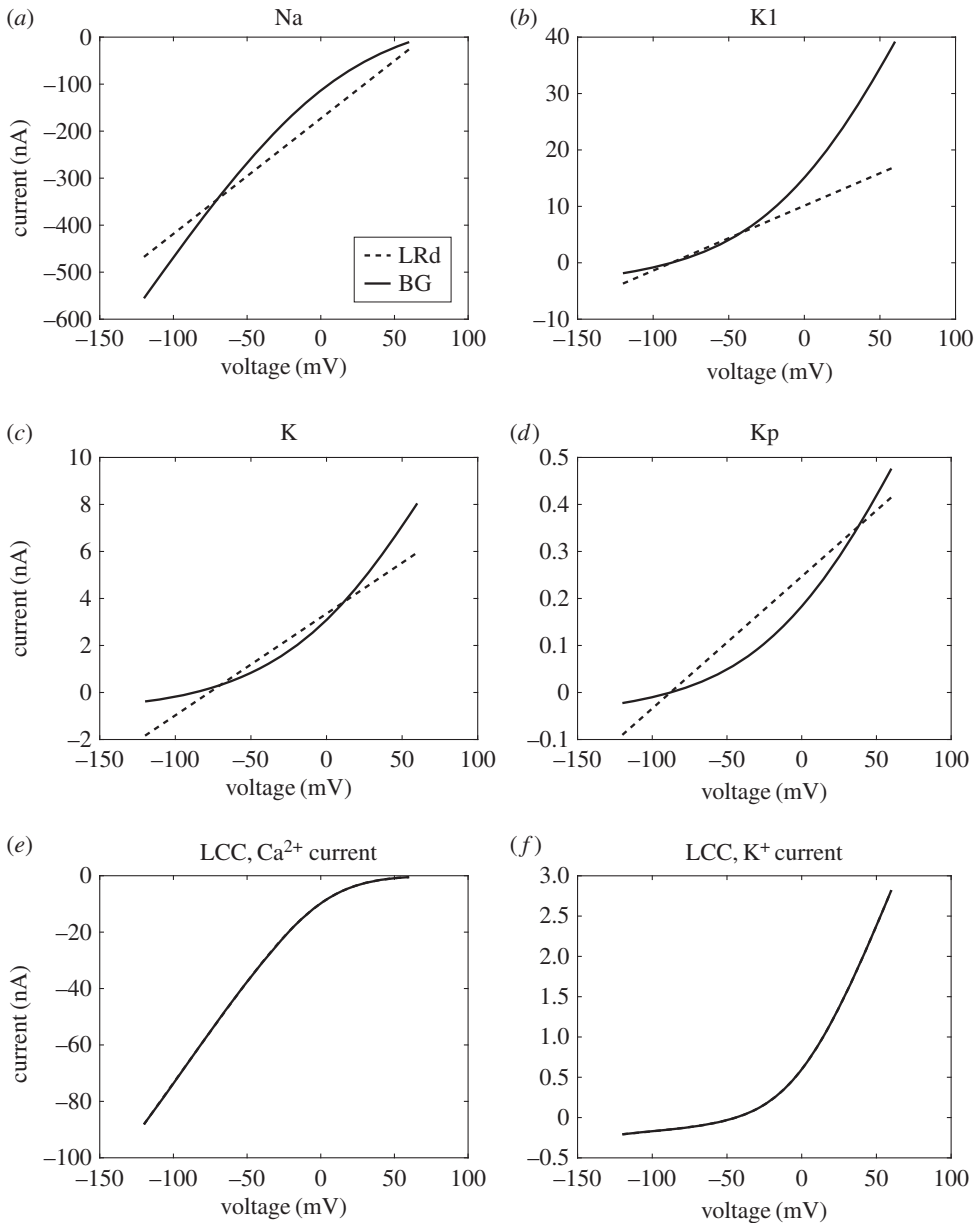 (a) Na
0
−100
−200
−300
−400
−500
−600
current (nA)
−150 −100 −50 0 50 100
voltage (mV)
LRd
BG
(b) K1
40
30
20
10
0
−10
−150 −100 −50 0 50 100
voltage (mV)
(c) K
10
8
6
4
2
0
−2
current (nA)
−150 −100 −50 0 50 100
voltage (mV)
(d) Kp
0.5
0.4
0.3
0.2
0.1
0
−0.1
−150 −100 −50 0 50 100
voltage (mV)
(e) LCC, Ca²⁺ current
0
−20
−40
−60
−80
−100
current (nA)
−150 −100 −50 0 50 100
voltage (mV)
(f) LCC, K⁺ current
3.0
2.5
2.0
1.5
1.0
0.5
0
−0.5
−150 −100 −50 0 50 100
voltage (mV)